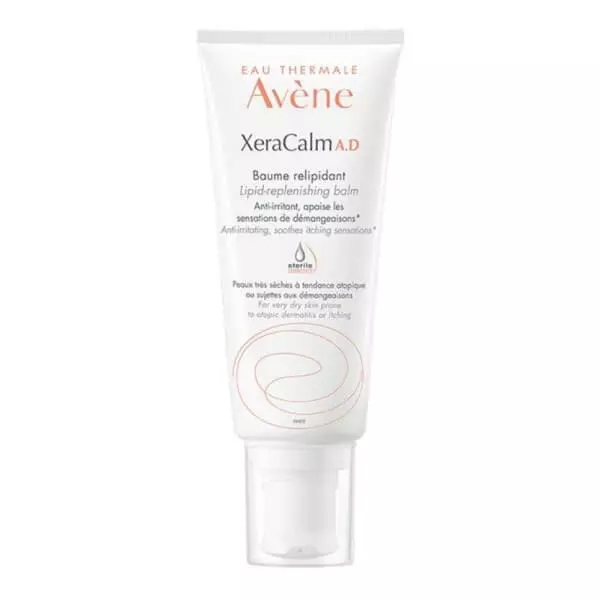 EAU THERMALE
Avène
XeraCalm A.D
Baume relipidant
Lipid-replenishing balm
Anti-irritant, apaise les
sensations de démangeaisons*
Anti-irritating, soothes itching sensations*
sterile
Peaux très sèches à tendance atopique
ou sujettes aux démangeaisons
For very dry skin prone
to atopic dermatitis or itching